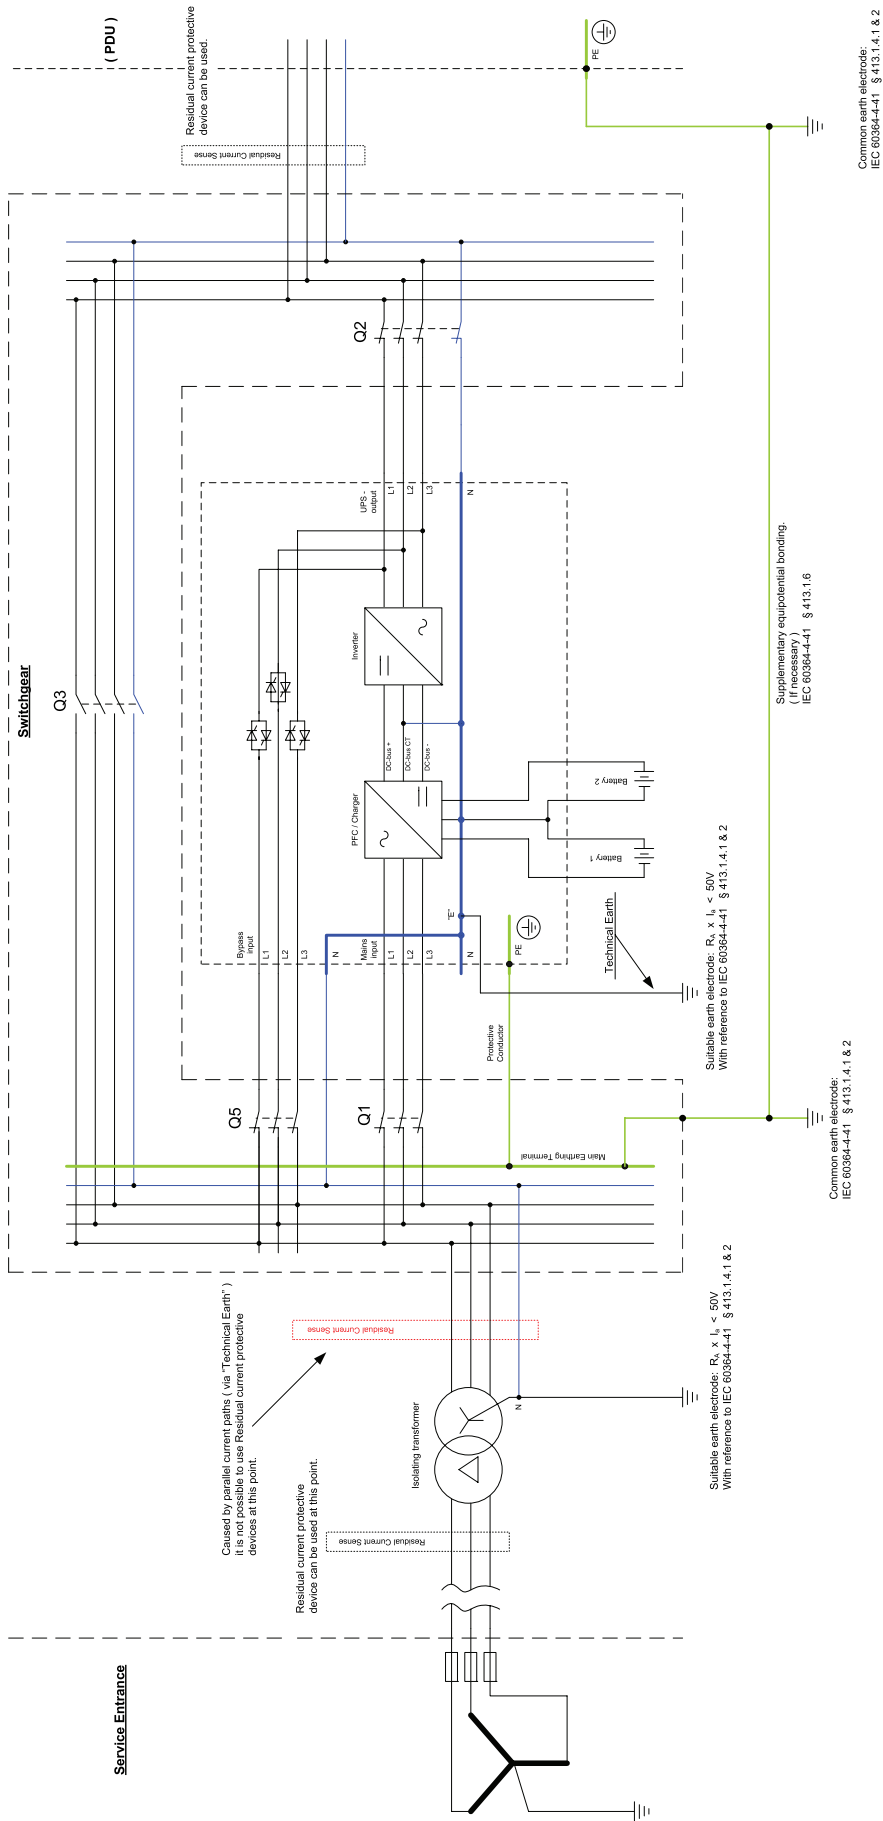 Service Entrance
Switchgear
( PDU )
Residual current protective
device can be used at this point.
Residual Current Sense
Isolating transformer
N
Caused by parallel current paths ( via "Technical Earth" )
it is not possible to use Residual current protective
devices at this point.
Residual Current Sense
Suitable earth electrode: RA x Ia < 50V
With reference to IEC 60364-4-41 § 413.1.4.1 & 2
Main Earthing Terminal
Q5
Q1
Q3
Q2
Protective
Conductor
Common earth electrode:
IEC 60364-4-41 § 413.1.4.1 & 2
Bypass
input
L1
L2
L3
N
Mains
input
L1
L2
L3
N
PE
"E"
Technical Earth
Suitable earth electrode: RA x Ia < 50V
With reference to IEC 60364-4-41 § 413.1.4.1 & 2
PFC / Charger
DC-bus +
DC-bus CT
DC-bus -
Inverter
Battery 1
Battery 2
UPS -
output
L1
L2
L3
N
Supplementary equipotential bonding.
( If necessary )
IEC 60364-4-41 § 413.1.6
Residual current protective
device can be used.
Residual Current Sense
PE
Common earth electrode:
IEC 60364-4-41 § 413.1.4.1 & 2